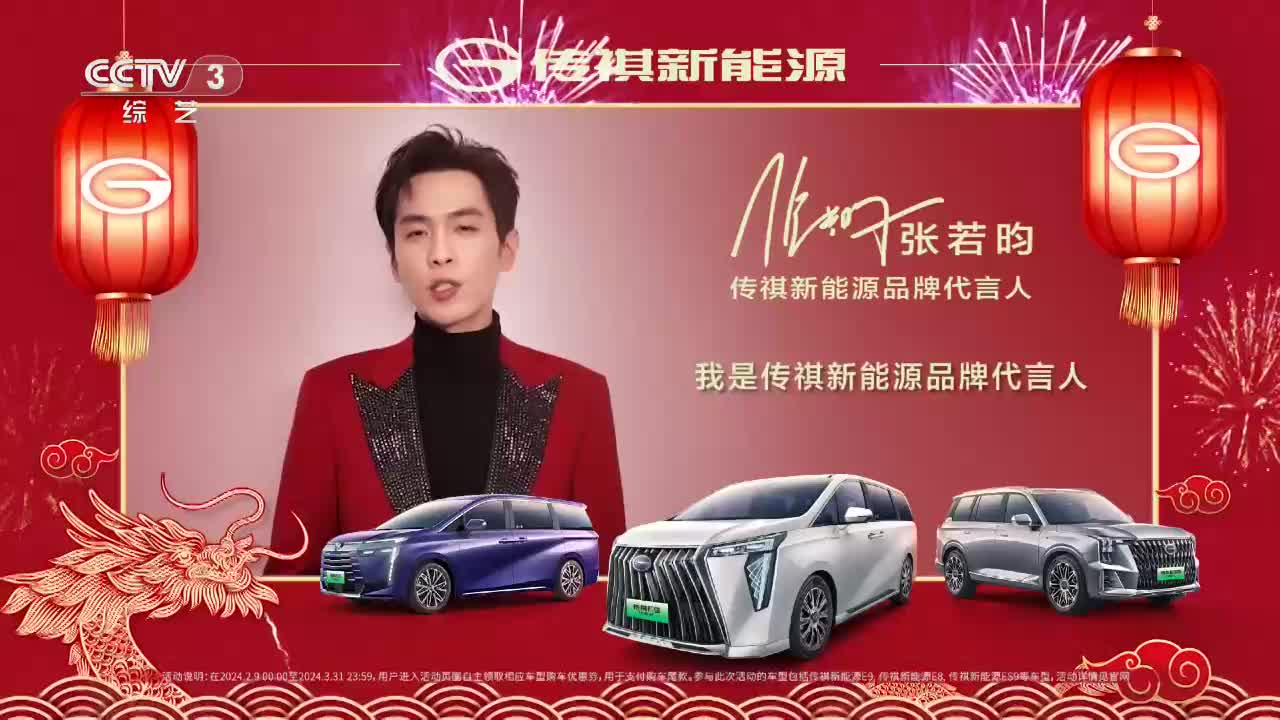 CCTV 3
综艺
传祺新能源
张若昀
传祺新能源品牌代言人
我是传祺新能源品牌代言人
活动说明：在2024.2.9 00:00至2024.3.31 23:59，用户进入活动页面自主领取相应车型购车优惠券，用于支付购车尾款。参与此次活动的车型包括传祺新能源E9，传祺新能源E8，传祺新能源ES9等车型，活动详情见官网